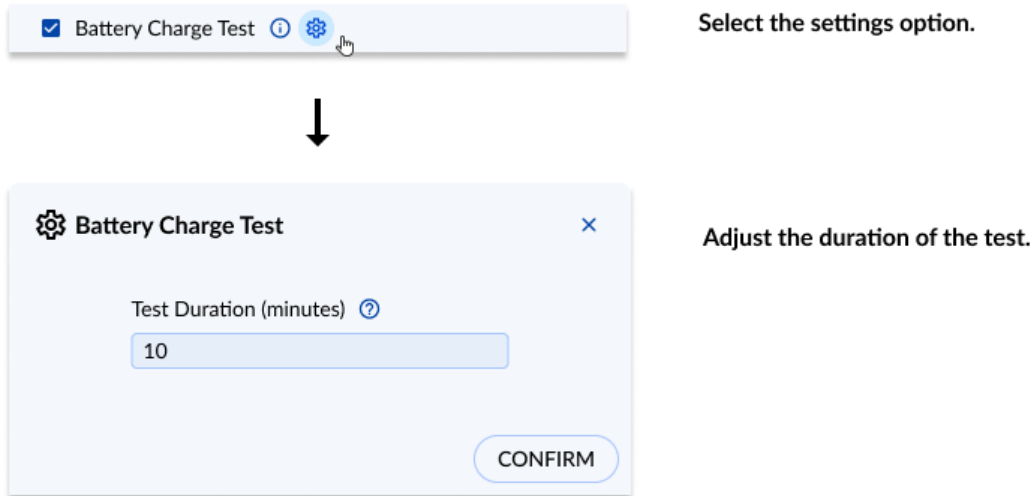 Battery Charge Test
Select the settings option.
Battery Charge Test
Adjust the duration of the test.
Test Duration (minutes)
10
CONFIRM